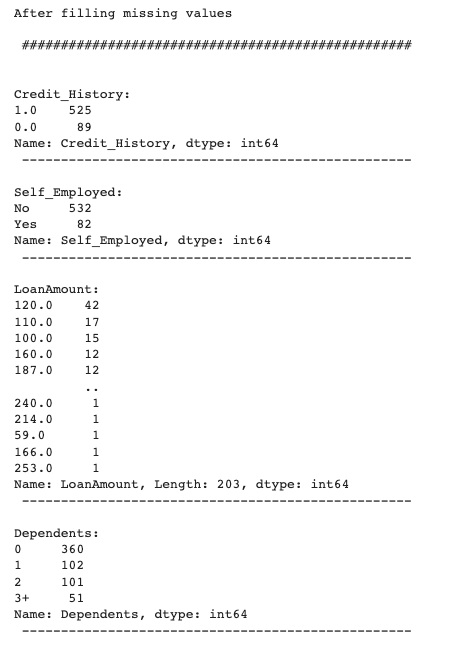 After filling missing values
##################################################
Credit_History:
1.0    525
0.0     89
Name: Credit_History, dtype: int64
--------------------------------------------------
Self_Employed:
No     532
Yes     82
Name: Self_Employed, dtype: int64
--------------------------------------------------
LoanAmount:
120.0    42
110.0    17
100.0    15
160.0    12
187.0    12
         ..
240.0     1
214.0     1
59.0      1
166.0     1
253.0     1
Name: LoanAmount, Length: 203, dtype: int64
--------------------------------------------------
Dependents:
0     360
1     102
2     101
3+     51
Name: Dependents, dtype: int64
--------------------------------------------------